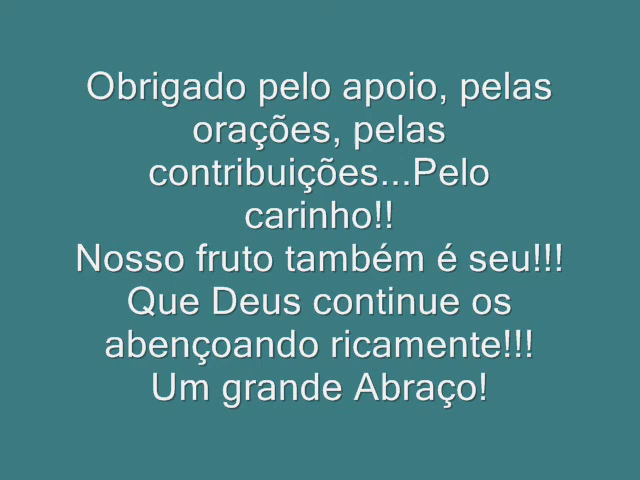 Obrigado pelo apoio, pelas
orações, pelas
contribuições...Pelo
carinho!!
Nosso fruto também é seu!!!
Que Deus continue os
abençoando ricamente!!!
Um grande Abraço!